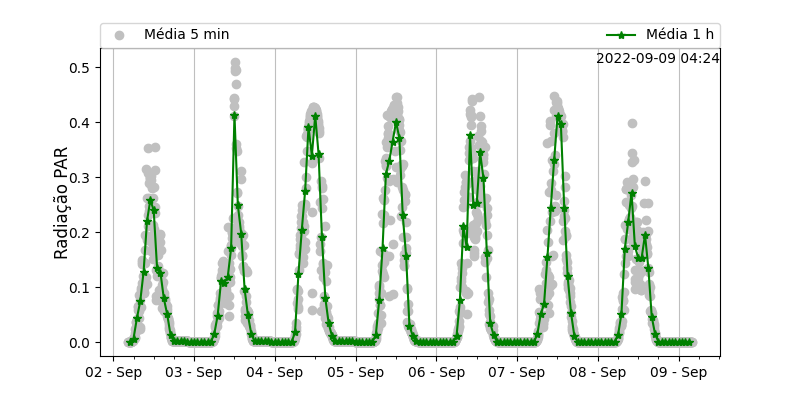 Média 5 min
Média 1 h
2022-09-09 04:24
Radiação PAR
0.5
0.4
0.3
0.2
0.1
0.0
02 - Sep
03 - Sep
04 - Sep
05 - Sep
06 - Sep
07 - Sep
08 - Sep
09 - Sep